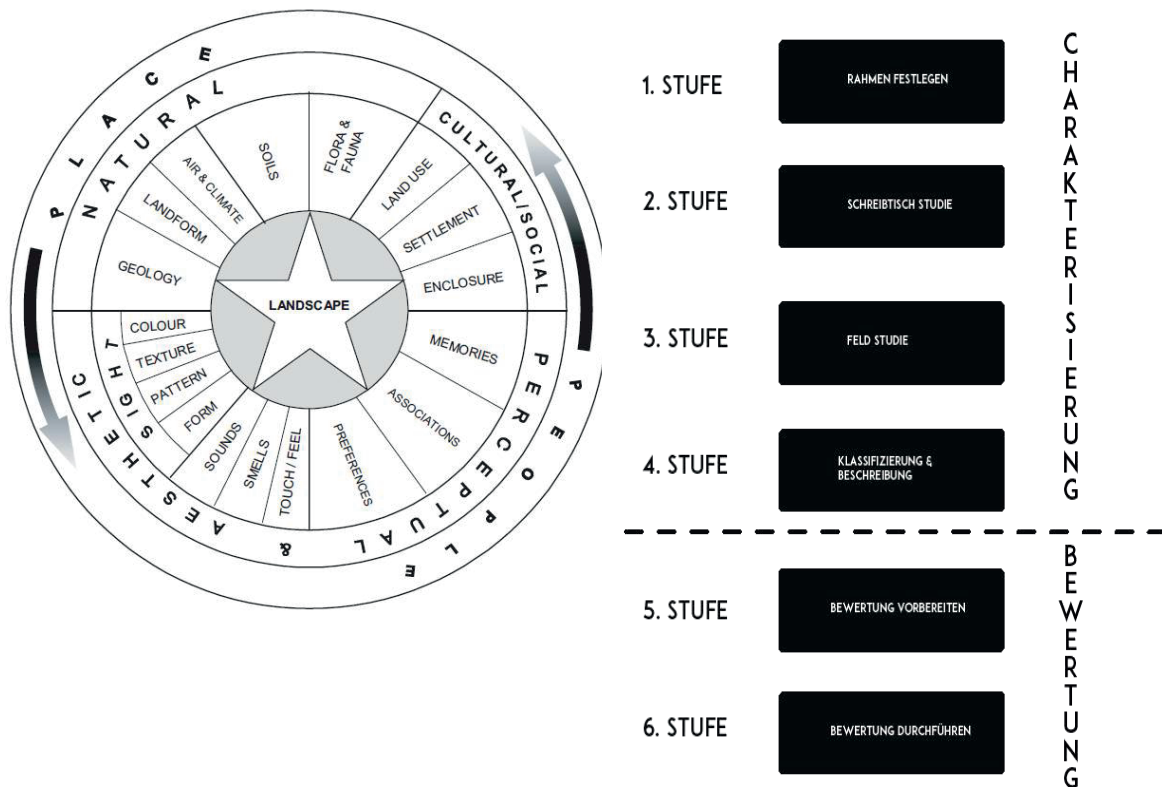 PLACE
NATURAL
CULTURAL/SOCIAL
GEOLOGY
LANDFORM
AIR & CLIMATE
SOILS
FLORA &
FAUNA
LAND USE
SETTLEMENT
ENCLOSURE
LANDSCAPE
MEMORIES
ASSOCIATIONS
PREFERENCES
TOUCH / FEEL
SMELLS
SOUNDS
FORM
PATTERN
TEXTURE
COLOUR
SIGHT
AESTHETIC & PERCEPTUAL
PEOPLE
1. STUFE
RAHMEN FESTLEGEN
2. STUFE
SCHREIBTISCH STUDIE
3. STUFE
FELD STUDIE
4. STUFE
KLASSIFIZIERUNG &
BESCHREIBUNG
CHARAKTERISIERUNG
5. STUFE
BEWERTUNG VORBEREITEN
6. STUFE
BEWERTUNG DURCHFÜHREN
BEWERTUNG